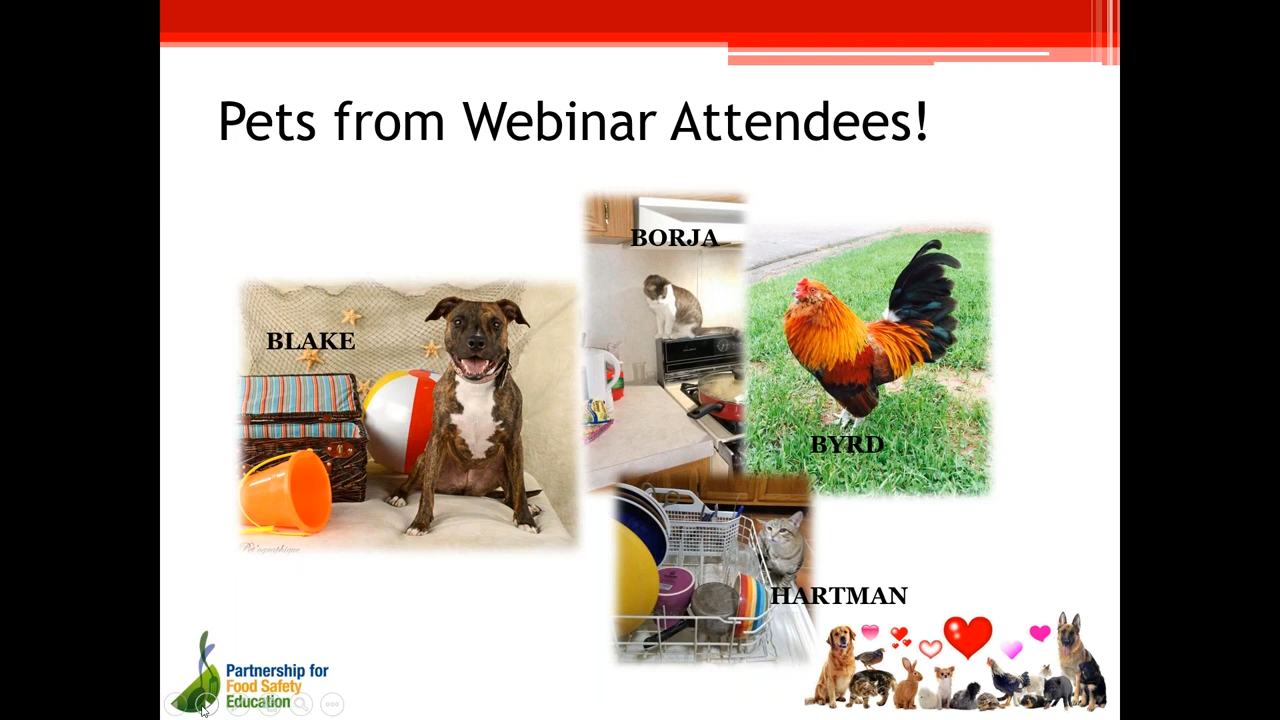 Pets from Webinar Attendees!
BORJA
BLAKE
BYRD
HARTMAN
Partnership for
Food Safety
Education